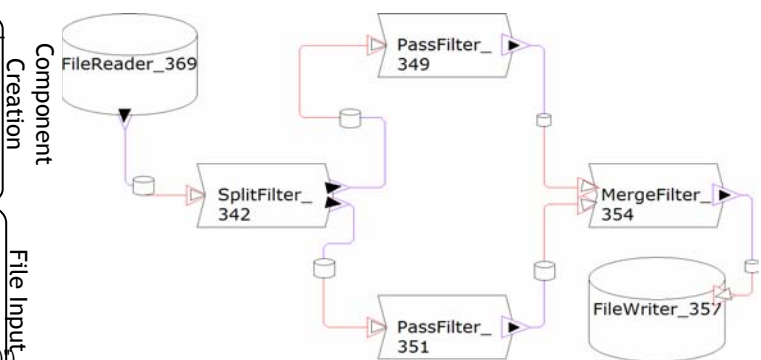 Component
Creation
File Input
FileReader_369
PassFilter_
349
SplitFilter_
342
MergeFilter_
354
PassFilter_
351
FileWriter_357